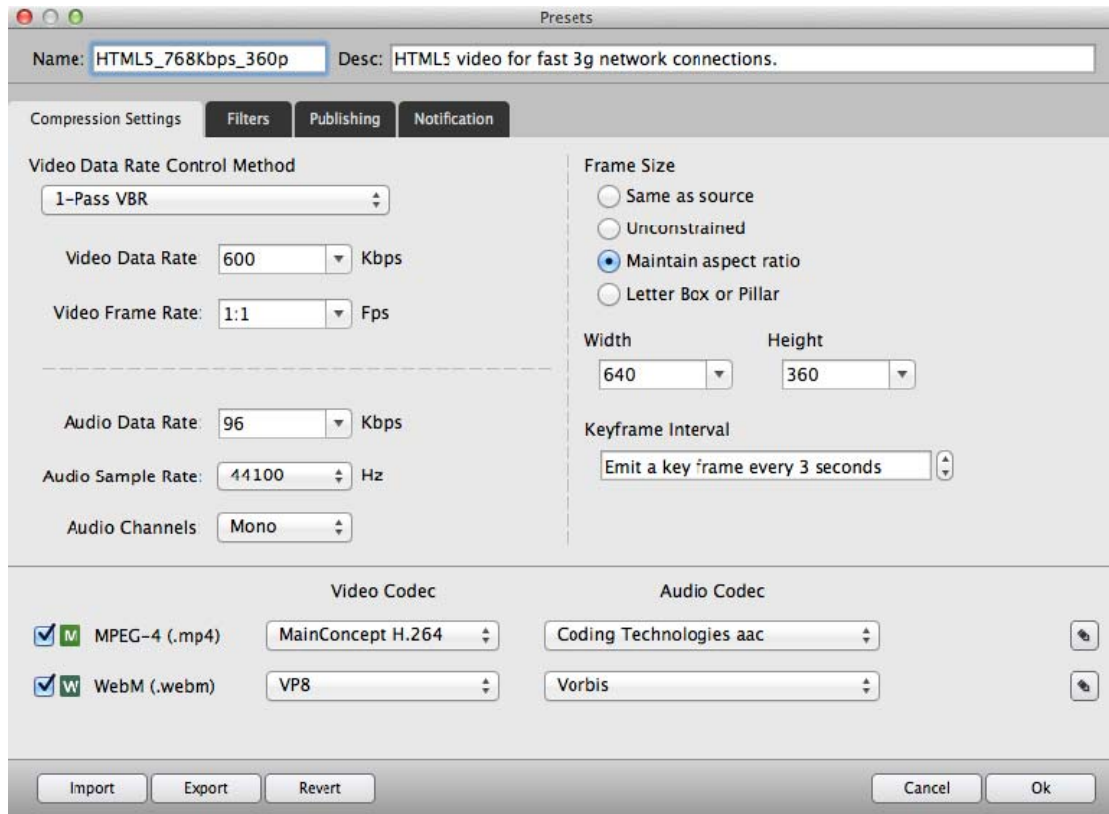 Presets
Name: HTML5_768Kbps_360p Desc: HTML5 video for fast 3g network connections.
Compression Settings Filters Publishing Notification
Video Data Rate Control Method
1-Pass VBR
Video Data Rate: 600 Kbps
Video Frame Rate: 1:1 Fps
Audio Data Rate: 96 Kbps
Audio Sample Rate: 44100 Hz
Audio Channels Mono
Frame Size
Same as source
Unconstrained
Maintain aspect ratio
Letter Box or Pillar
Width Height
640 360
Keyframe Interval
Emit a key frame every 3 seconds
Video Codec Audio Codec
M MPEG-4 (.mp4) MainConcept H.264 Coding Technologies aac
W WebM (.webm) VP8 Vorbis
Import Export Revert Cancel Ok